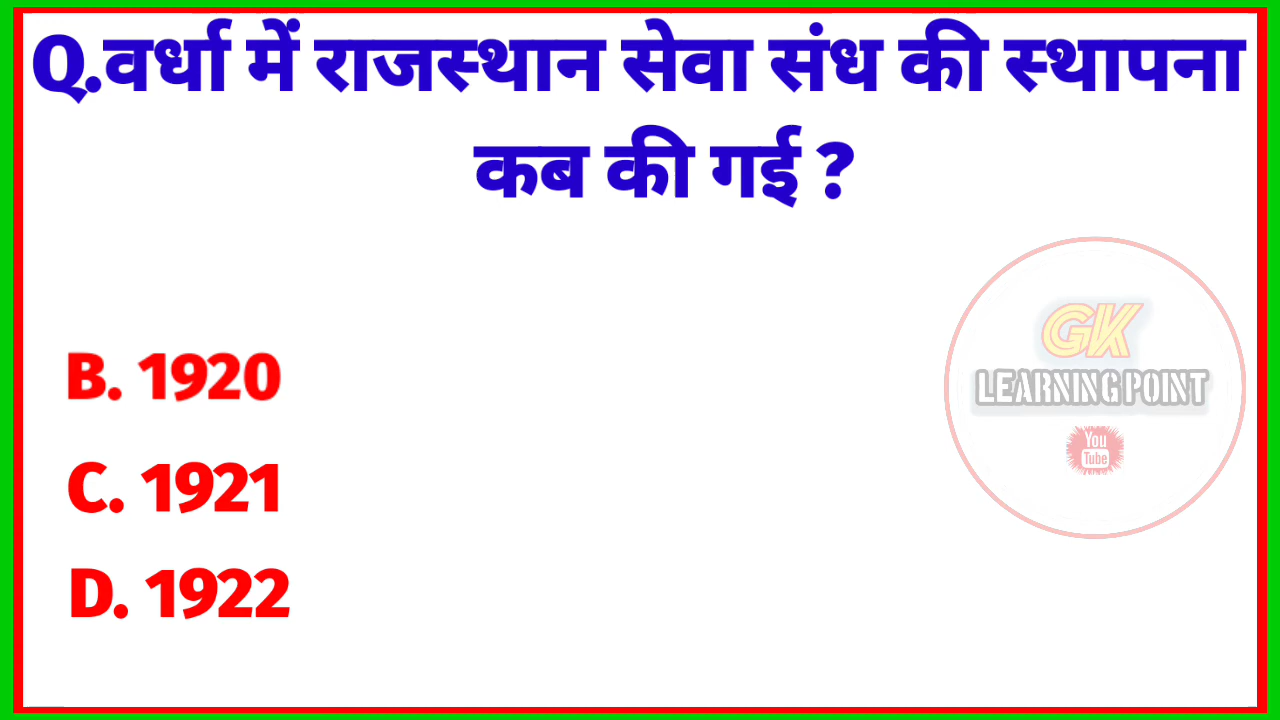 Q.वर्धा में राजस्थान सेवा संध की स्थापना
कब की गई ?
B. 1920
C. 1921
D. 1922
GK
LEARNING POINT
You
Tube